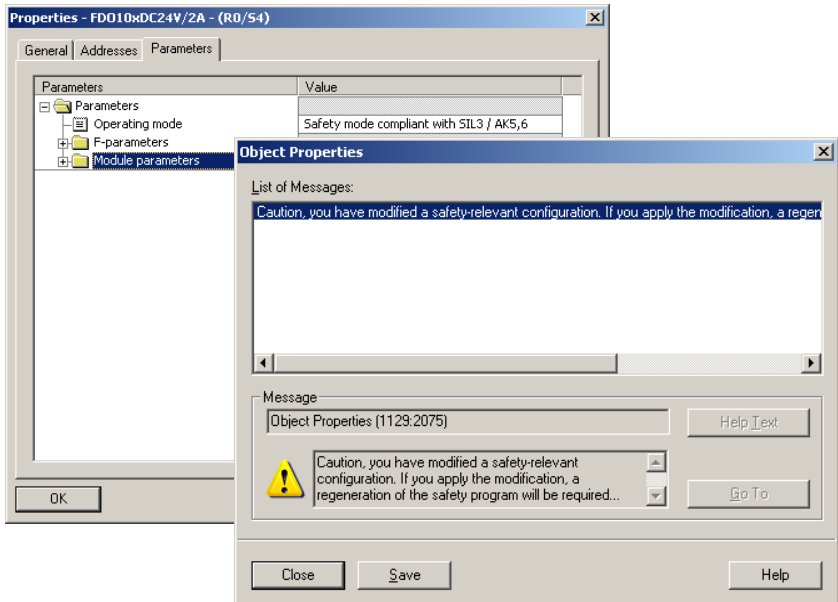 Properties - FDO10xDC24V/2A - (R0/S4)
General Addresses Parameters
Parameters Value
Parameters
Operating mode Safety mode compliant with SIL3 / AK5,6
F-parameters
Module parameters
OK
Object Properties
List of Messages:
Caution, you have modified a safety-relevant configuration. If you apply the modification, a regen
Message
Object Properties (1129:2075)
Help Text
Caution, you have modified a safety-relevant
configuration. If you apply the modification, a
regeneration of the safety program will be required...
Go To
Close Save Help